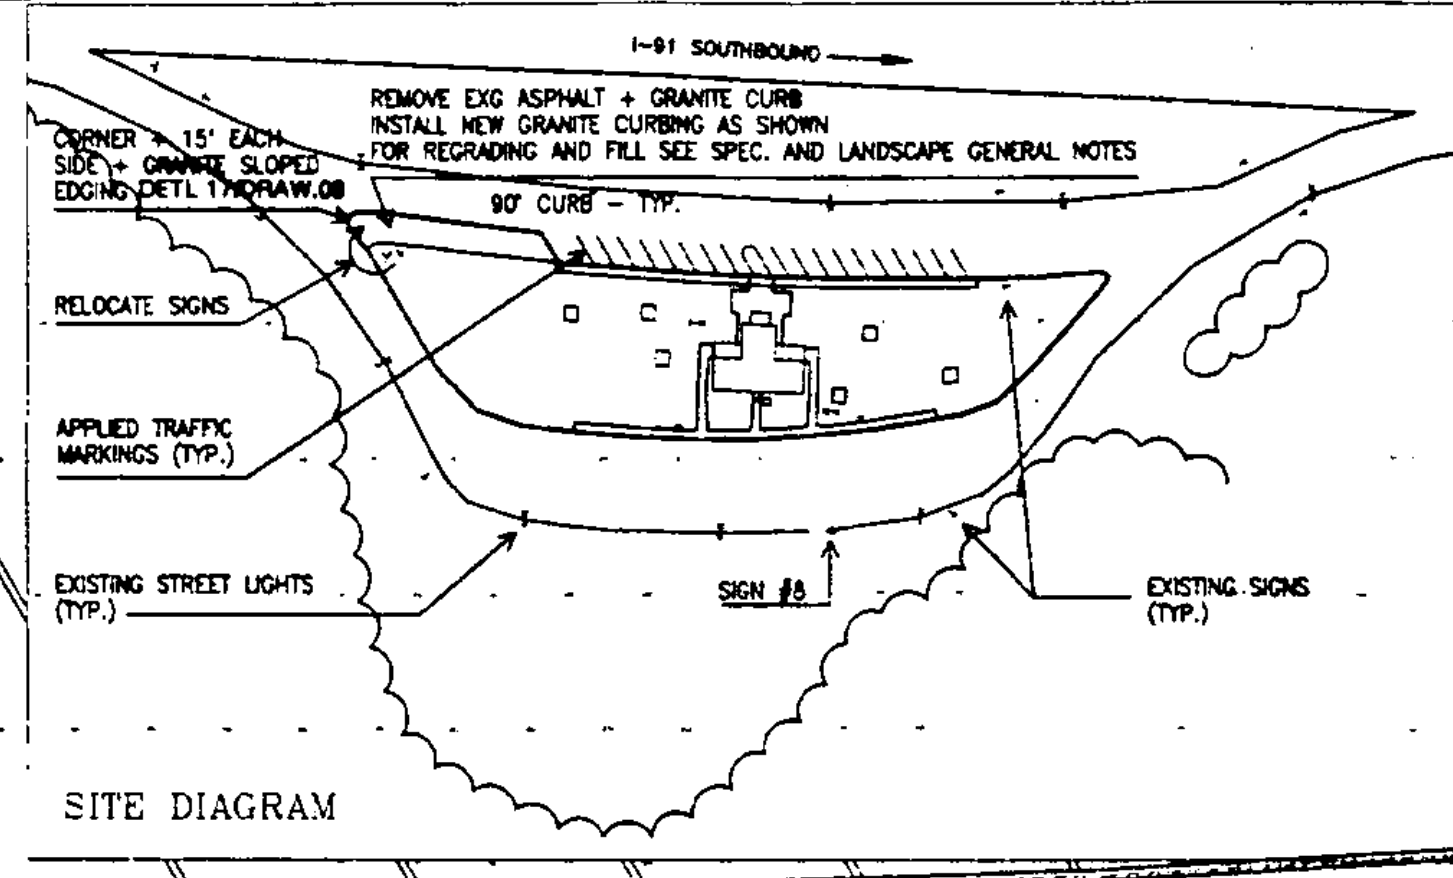 I-91 SOUTHBOUND
REMOVE EXG ASPHALT + GRANITE CURB
INSTALL NEW GRANITE CURBING AS SHOWN
FOR REGRADING AND FILL SEE SPEC. AND LANDSCAPE GENERAL NOTES
CORNER + 15' EACH
SIDE + GRANITE SLOPED
EDGING DETL
90° CURB - TYP.
RELOCATE SIGNS
APPLIED TRAFFIC
MARKINGS (TYP.)
EXISTING STREET LIGHTS
(TYP.)
SIGN #8
EXISTING SIGNS
(TYP.)
SITE DIAGRAM